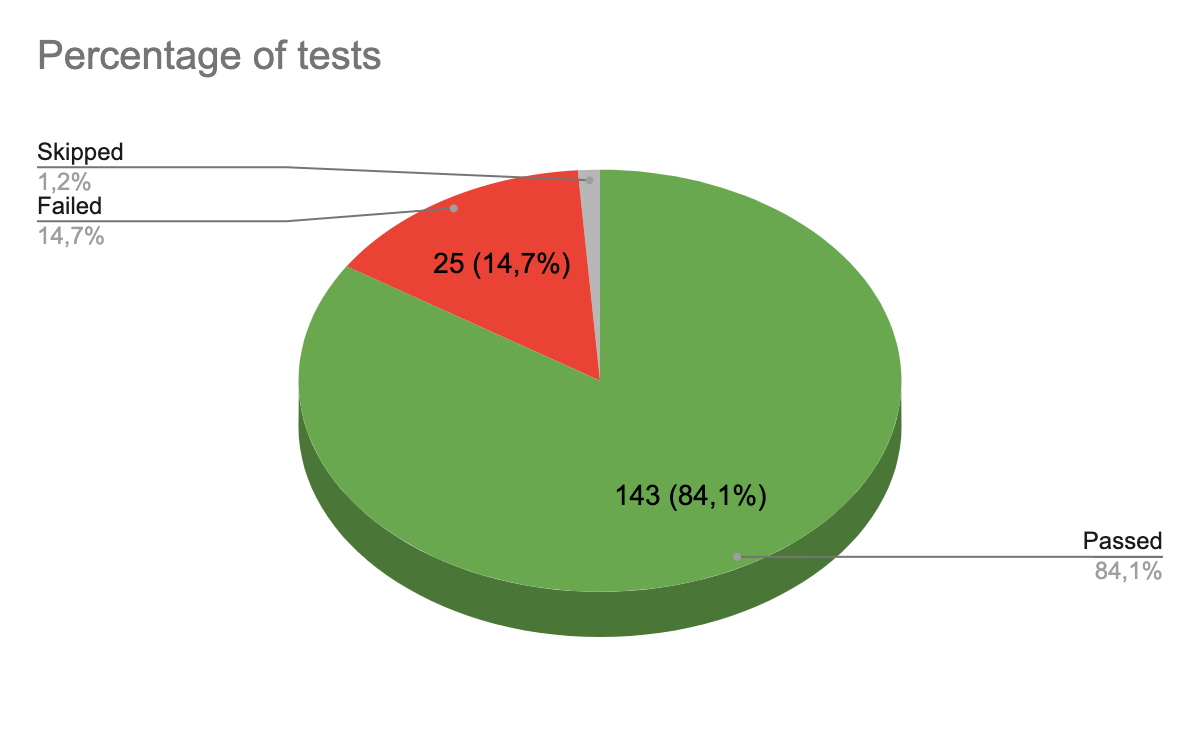 Percentage of tests
Skipped
1,2%
Failed
14,7%
25 (14,7%)
143 (84,1%)
Passed
84,1%